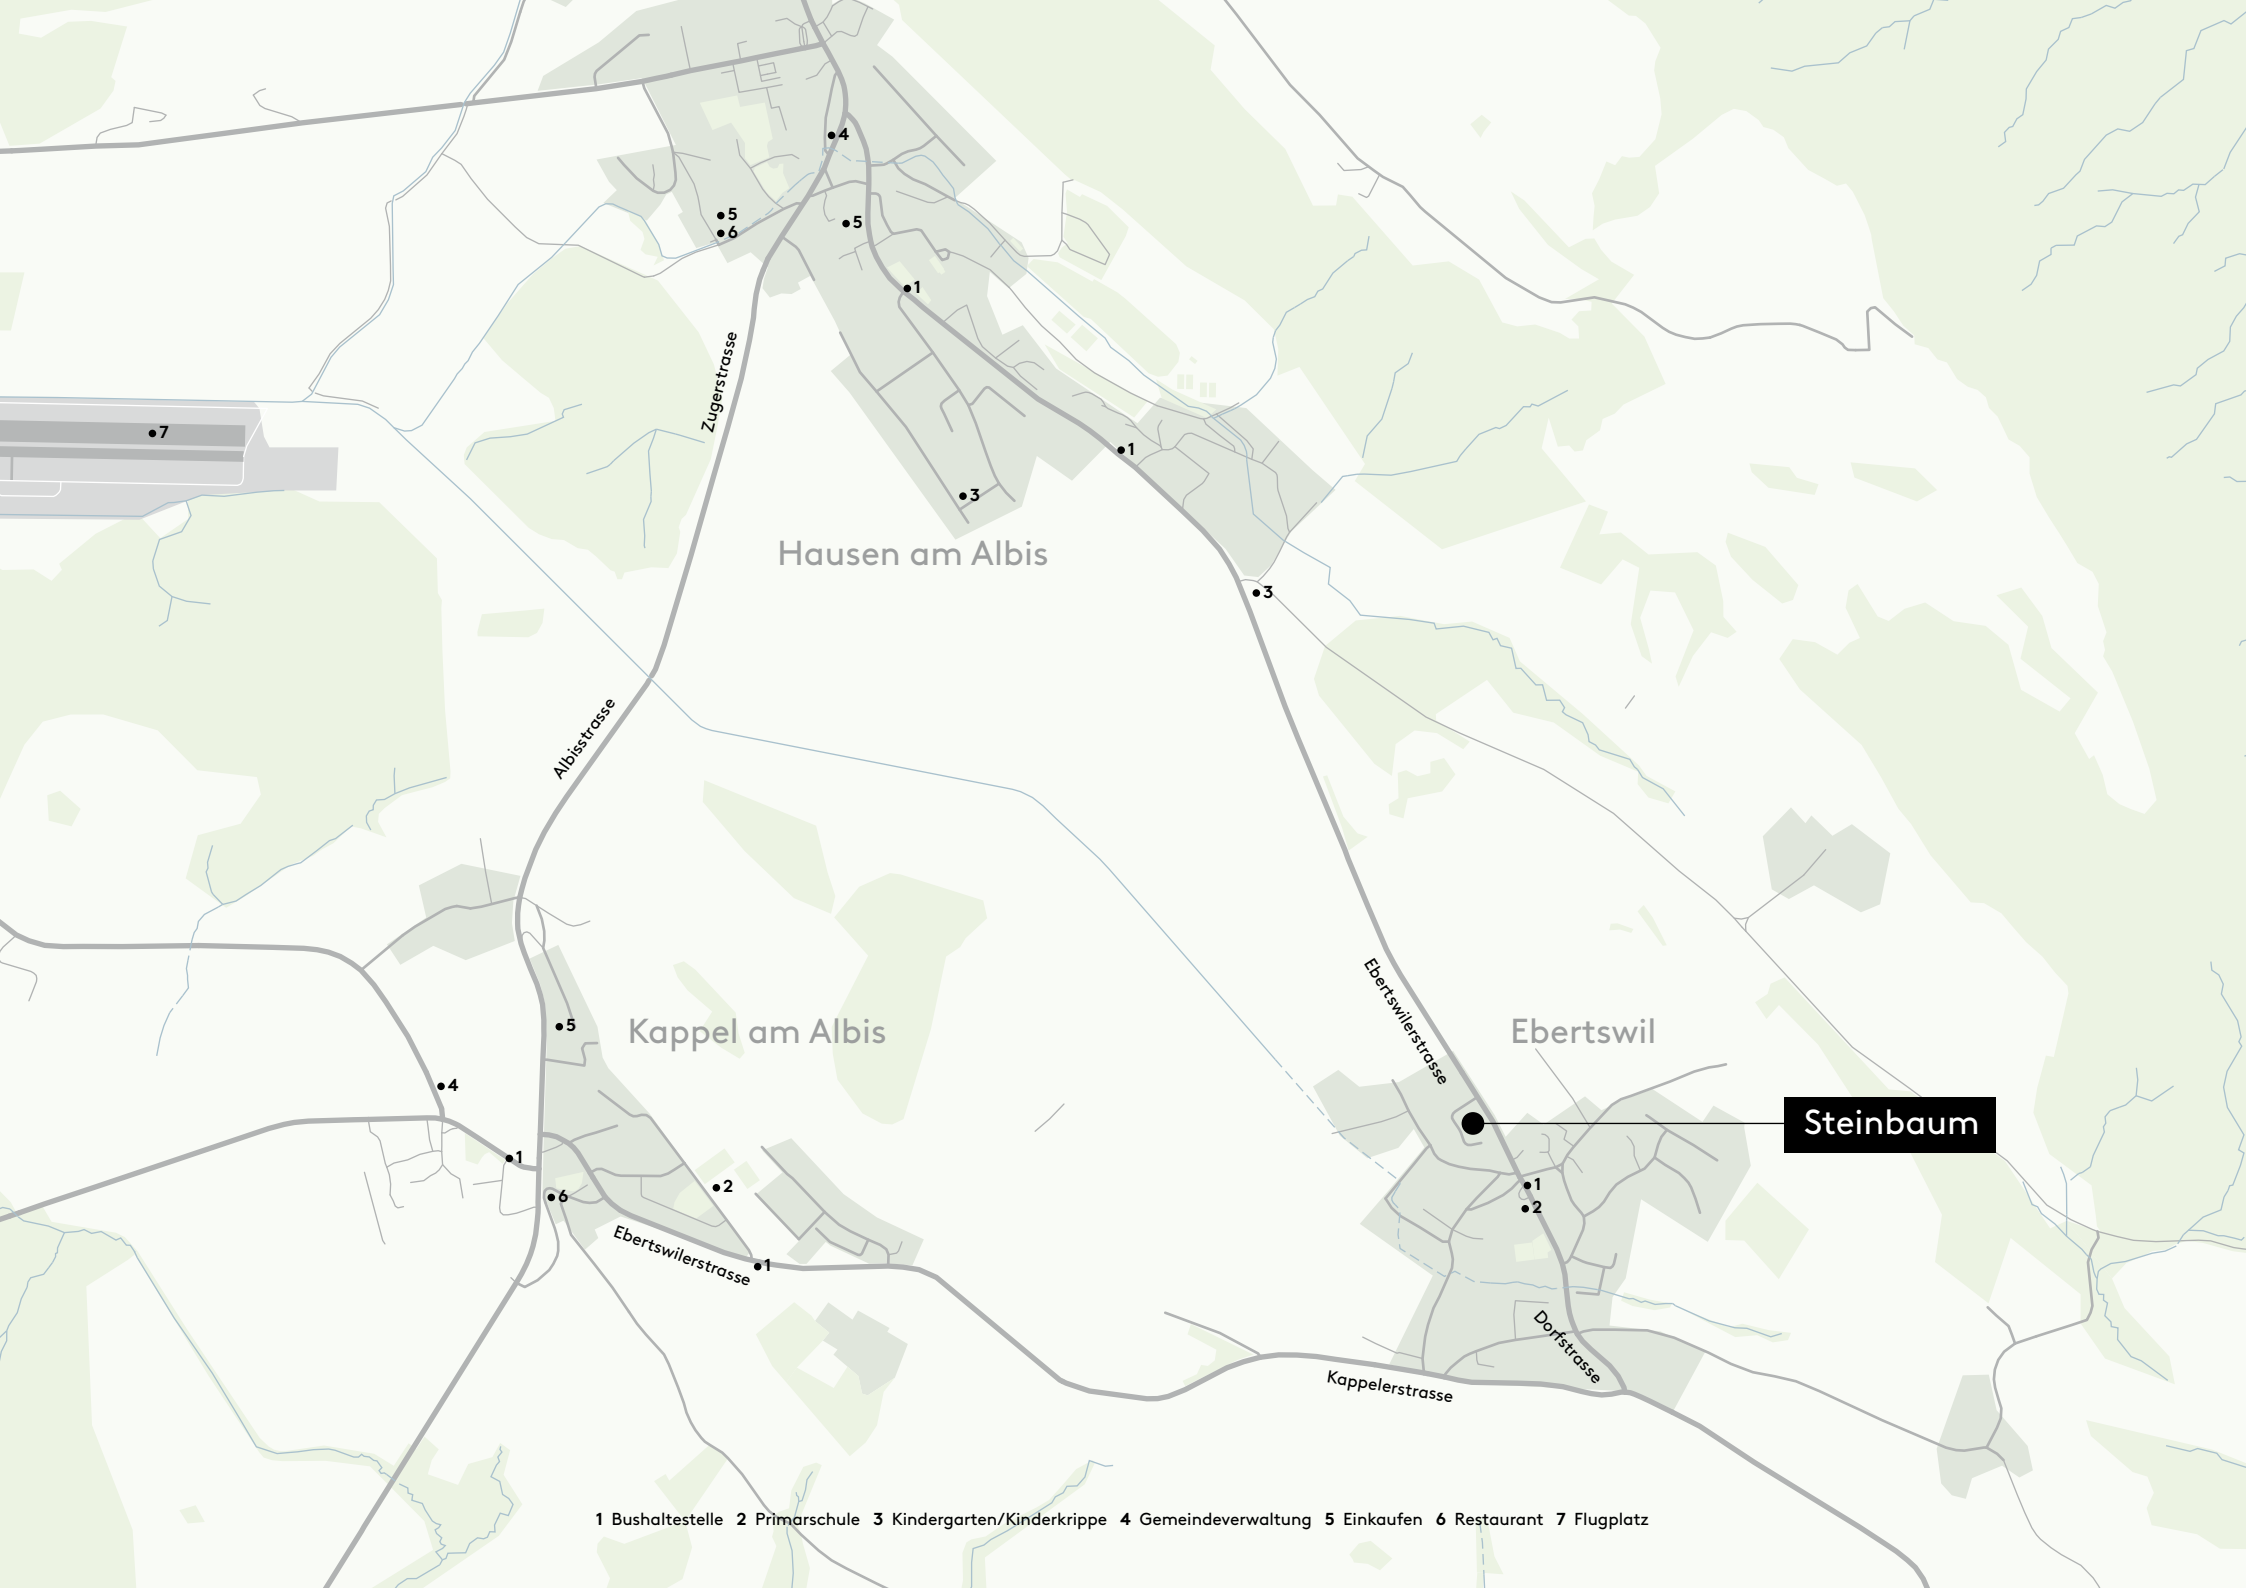 4
5
6
5
1
Zugerstrasse
7
1
3
Hausen am Albis
3
Albisstrasse
Ebertswilerstrasse
5
Kappel am Albis
Ebertswil
4
Steinbaum
1
2
6
1
2
Ebertswilerstrasse
1
Dorfstrasse
Kappelerstrasse
1 Bushaltestelle 2 Primarschule 3 Kindergarten/Kinderkrippe 4 Gemeindeverwaltung 5 Einkaufen 6 Restaurant 7 Flugplatz